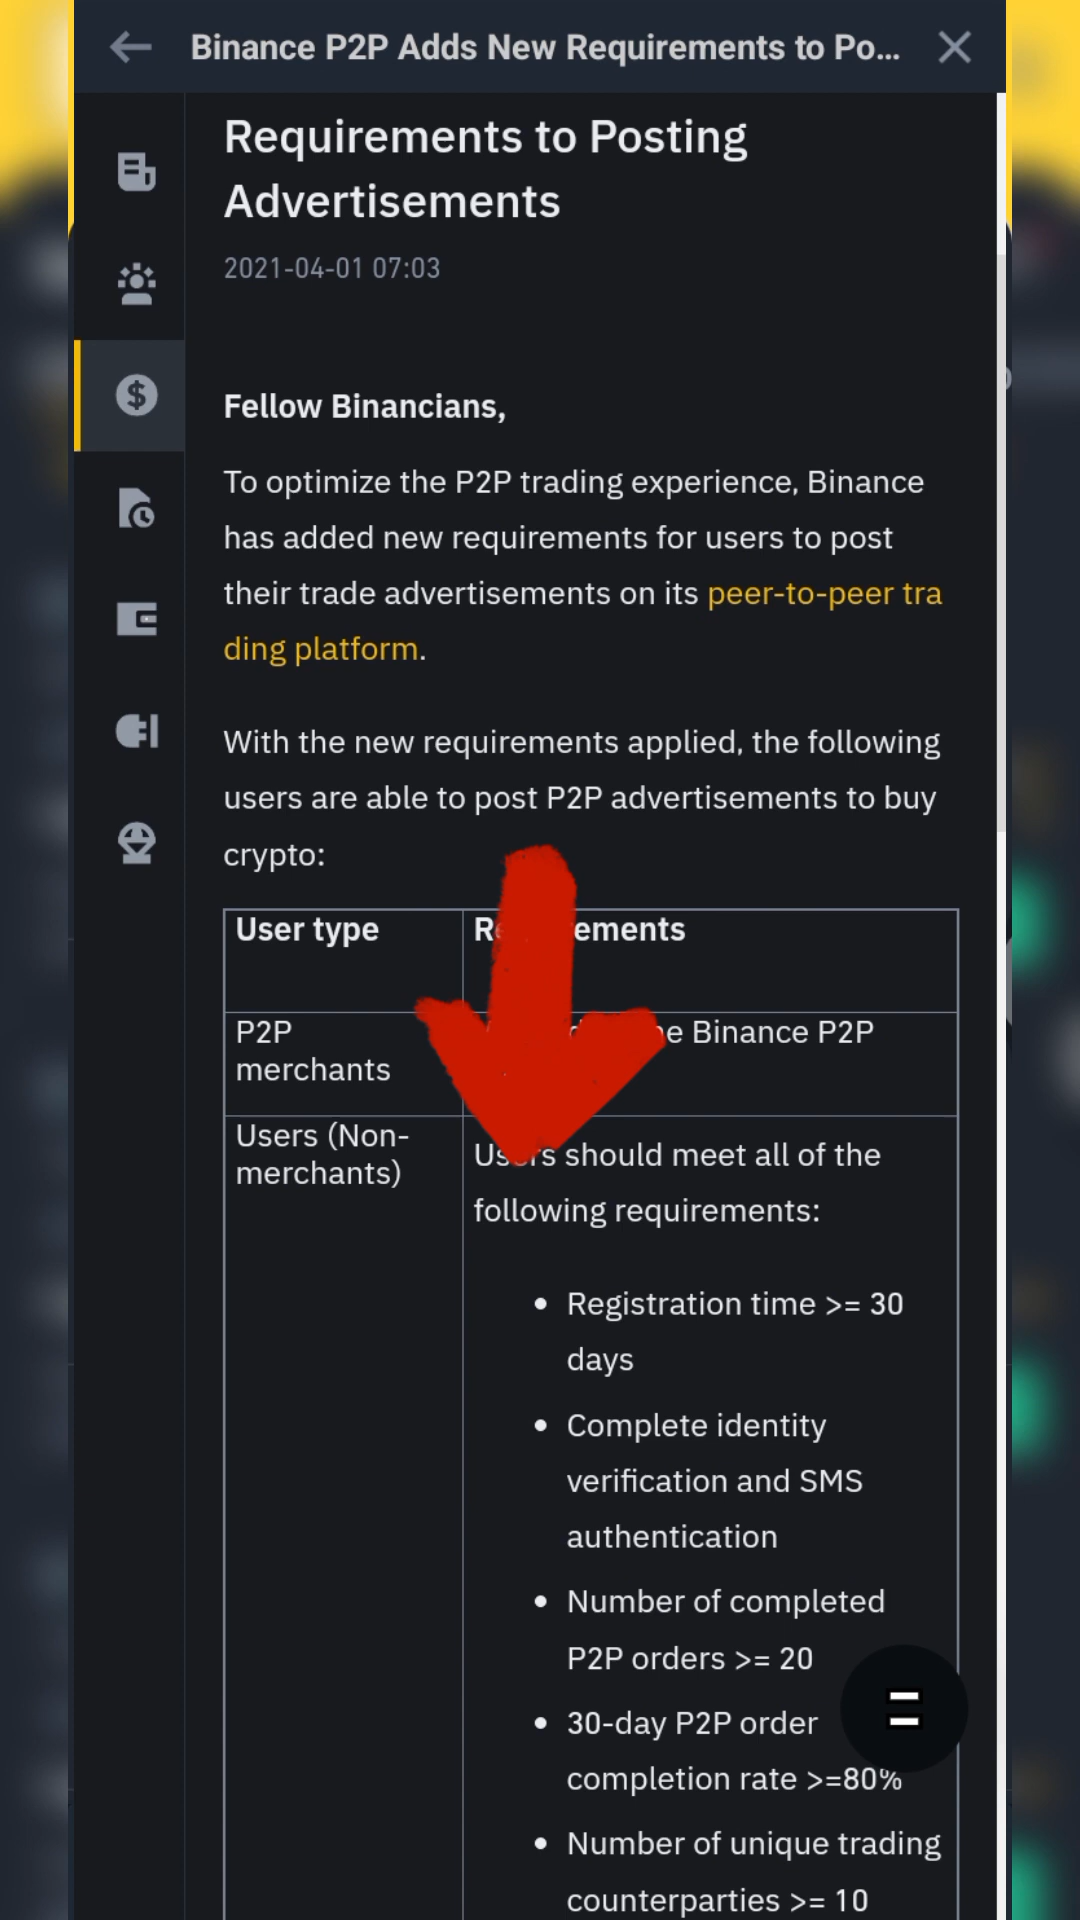 Binance P2P Adds New Requirements to Po...
Requirements to Posting
Advertisements
2021-04-01 07:03
Fellow Binancians,
To optimize the P2P trading experience, Binance
has added new requirements for users to post
their trade advertisements on its peer-to-peer tra
ding platform.
With the new requirements applied, the following
users are able to post P2P advertisements to buy
crypto:
User type
P2P
merchants
Binance P2P
Users (Non-
merchants)
should meet all of the
following requirements:
• Registration time >= 30
days
• Complete identity
verification and SMS
authentication
• Number of completed
P2P orders >= 20
• 30-day P2P order
completion rate >=80%
• Number of unique trading
counterparties >= 10